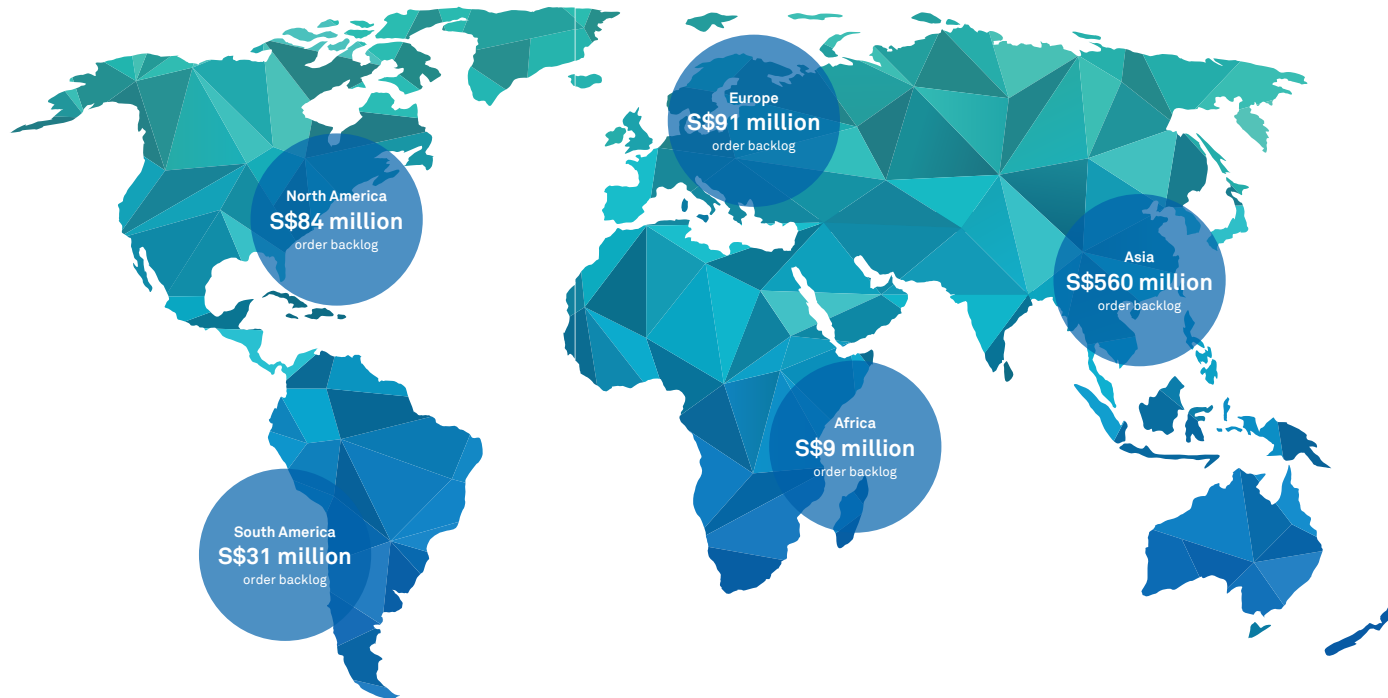 Europe
S$91 million
order backlog
North America
S$84 million
order backlog
Asia
S$560 million
order backlog
Africa
S$9 million
order backlog
South America
S$31 million
order backlog